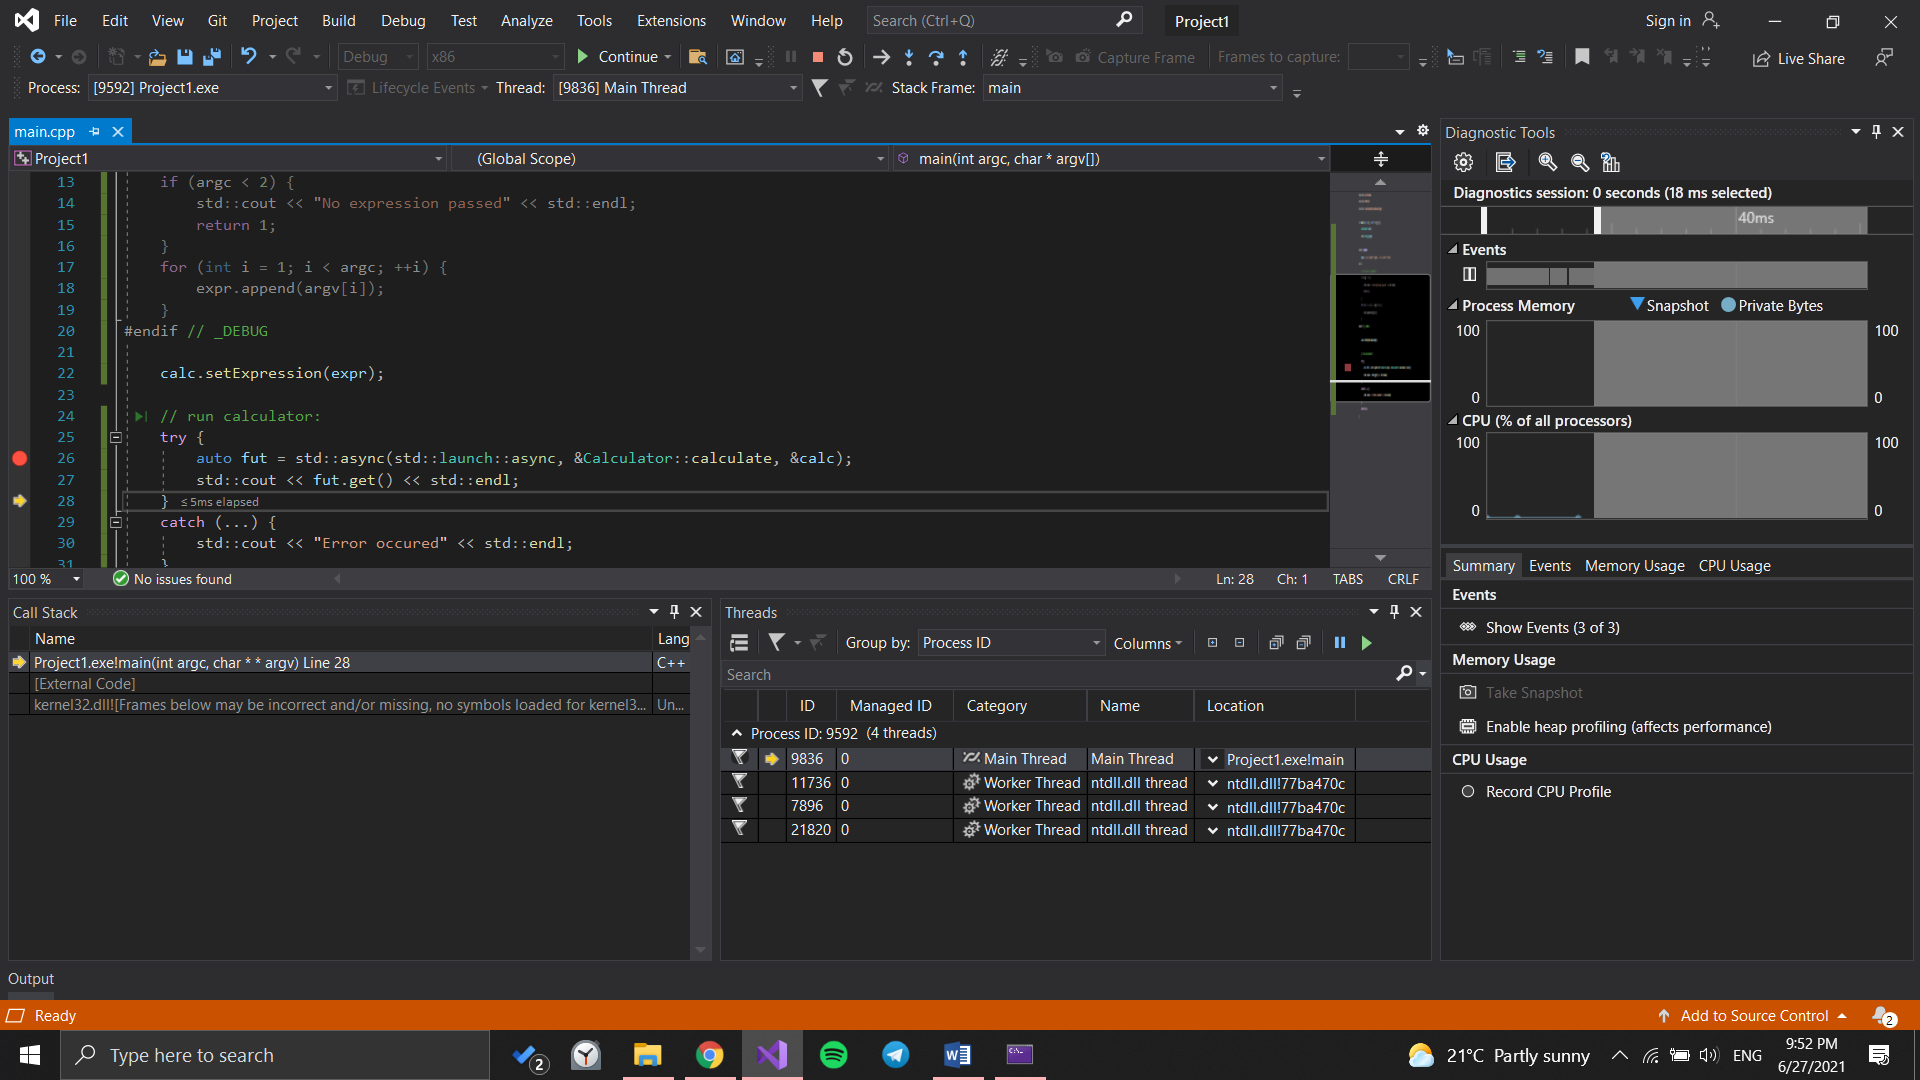 File Edit View Git Project Build Debug Test Analyze Tools Extensions Window Help Search (Ctrl+Q) Project1 Sign in
Debug x86 Continue Capture Frame Frames to capture: Live Share
Process: [9592] Project1.exe Lifecycle Events Thread: [9836] Main Thread Stack Frame: main
main.cpp
Project1 (Global Scope) main(int argc, char * argv[])
13 if (argc < 2) {
14 std::cout << "No expression passed" << std::endl;
15 return 1;
16 }
17 for (int i = 1; i < argc; ++i) {
18 expr.append(argv[i]);
19 }
20 #endif // _DEBUG
21
22 calc.setExpression(expr);
23
24 // run calculator:
25 try {
26 auto fut = std::async(std::launch::async, &Calculator::calculate, &calc);
27 std::cout << fut.get() << std::endl;
28 } ≤ 5ms elapsed
29 catch (...) {
30 std::cout << "Error occured" << std::endl;
31 }
100 % No issues found Ln: 28 Ch: 1 TABS CRLF
Call Stack
Name Lang
Project1.exe!main(int argc, char * * argv) Line 28 C++
[External Code]
kernel32.dll![Frames below may be incorrect and/or missing, no symbols loaded for kernel3... Un...
Threads
Group by: Process ID Columns
Search
ID Managed ID Category Name Location
Process ID: 9592 (4 threads)
9836 0 Main Thread Main Thread Project1.exe!main
11736 0 Worker Thread ntdll.dll thread ntdll.dll!77ba470c
7896 0 Worker Thread ntdll.dll thread ntdll.dll!77ba470c
21820 0 Worker Thread ntdll.dll thread ntdll.dll!77ba470c
Diagnostic Tools
Diagnostics session: 0 seconds (18 ms selected)
40ms
Events
Process Memory Snapshot Private Bytes
100 100
0 0
CPU (% of all processors)
100 100
0 0
Summary Events Memory Usage CPU Usage
Events
Show Events (3 of 3)
Memory Usage
Take Snapshot
Enable heap profiling (affects performance)
CPU Usage
Record CPU Profile
Output
Ready Add to Source Control 2
Type here to search 2 21°C Partly sunny ENG 9:52 PM
6/27/2021